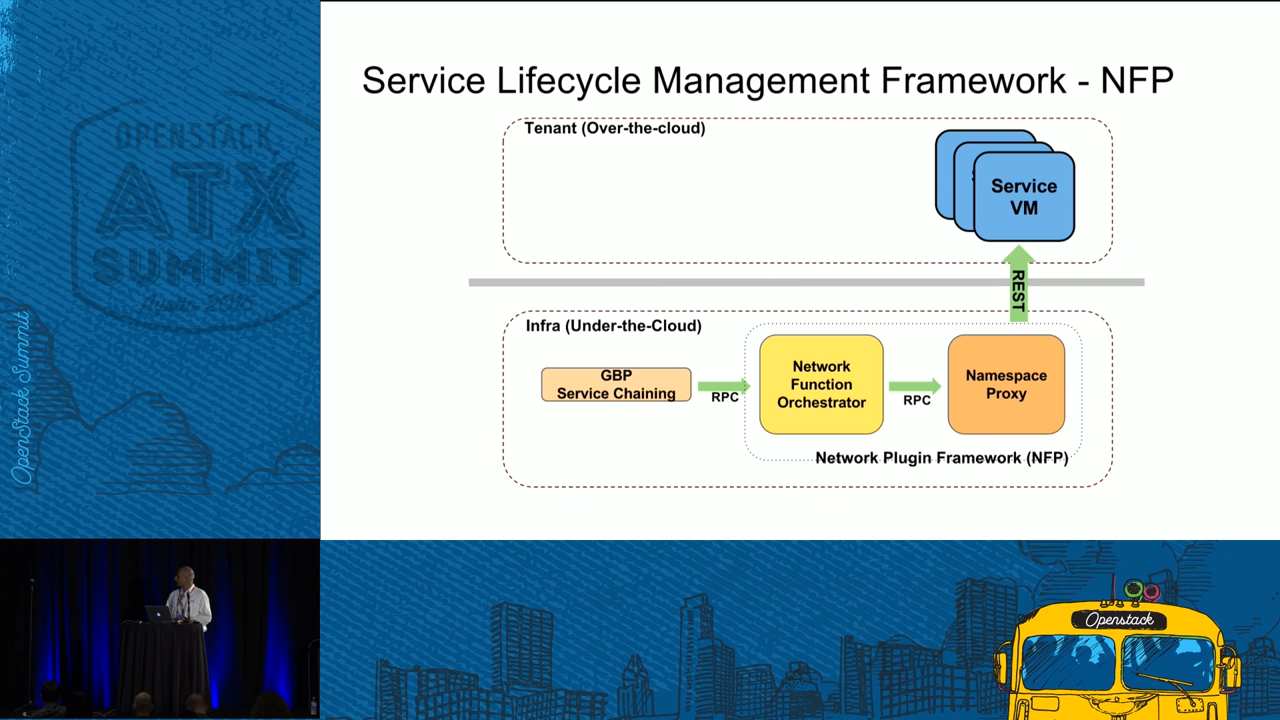 Service Lifecycle Management Framework - NFP
Tenant (Over-the-cloud)
Service
VM
REST
Infra (Under-the-Cloud)
GBP
Service Chaining
RPC
Network
Function
Orchestrator
RPC
Namespace
Proxy
Network Plugin Framework (NFP)
OPENSTACK
ATX
SUMMIT
OpenStack Summit
Openstack